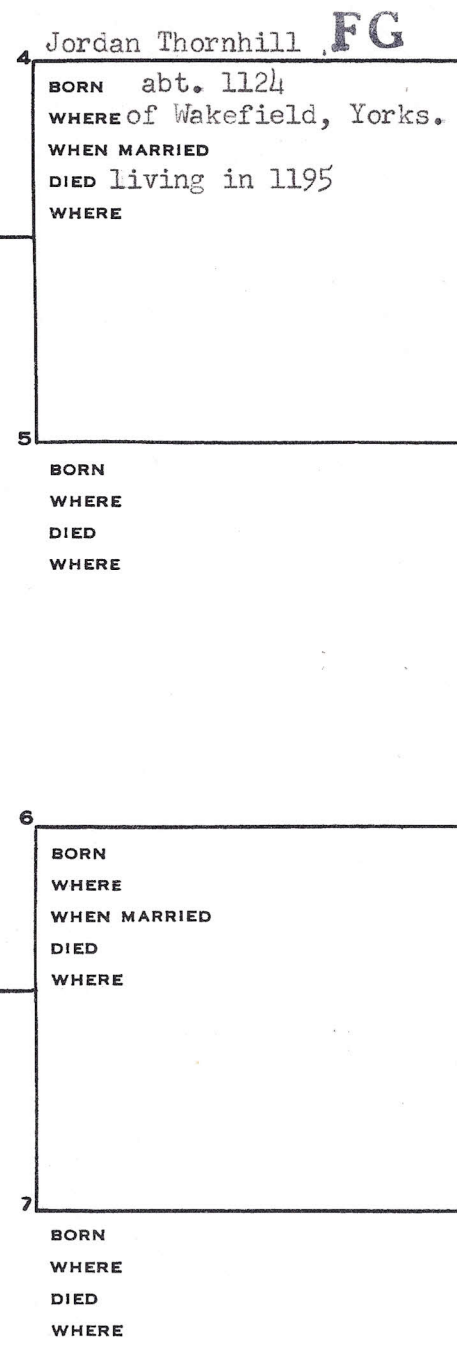 Jordan Thornhill FG
4
BORN abt. 1124
WHERE of Wakefield, Yorks.
WHEN MARRIED
DIED living in 1195
WHERE
5
BORN
WHERE
DIED
WHERE
6
BORN
WHERE
WHEN MARRIED
DIED
WHERE
7
BORN
WHERE
DIED
WHERE